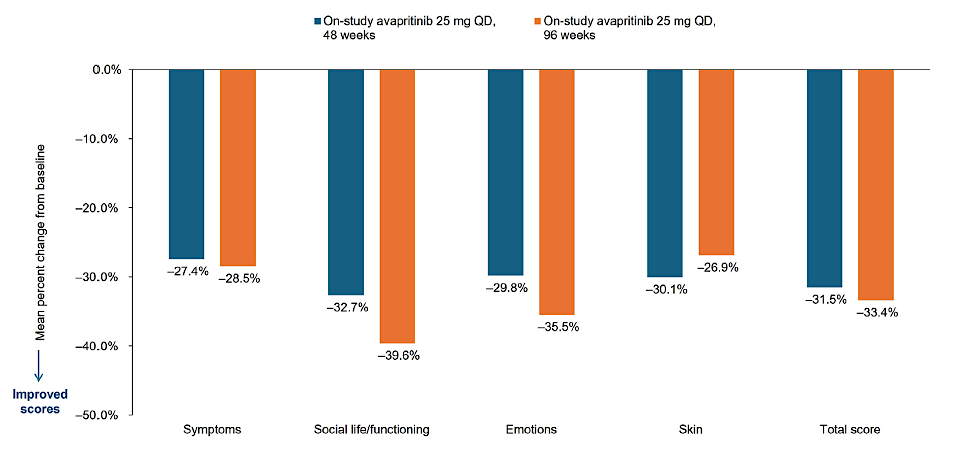 On-study avapritinib 25 mg QD,
48 weeks
On-study avapritinib 25 mg QD,
96 weeks
Mean percent change from baseline
Improved
scores
0.0%
–10.0%
–20.0%
–30.0%
–40.0%
–50.0%
–27.4%
–28.5%
–32.7%
–39.6%
–29.8%
–35.5%
–30.1%
–26.9%
–31.5%
–33.4%
Symptoms
Social life/functioning
Emotions
Skin
Total score